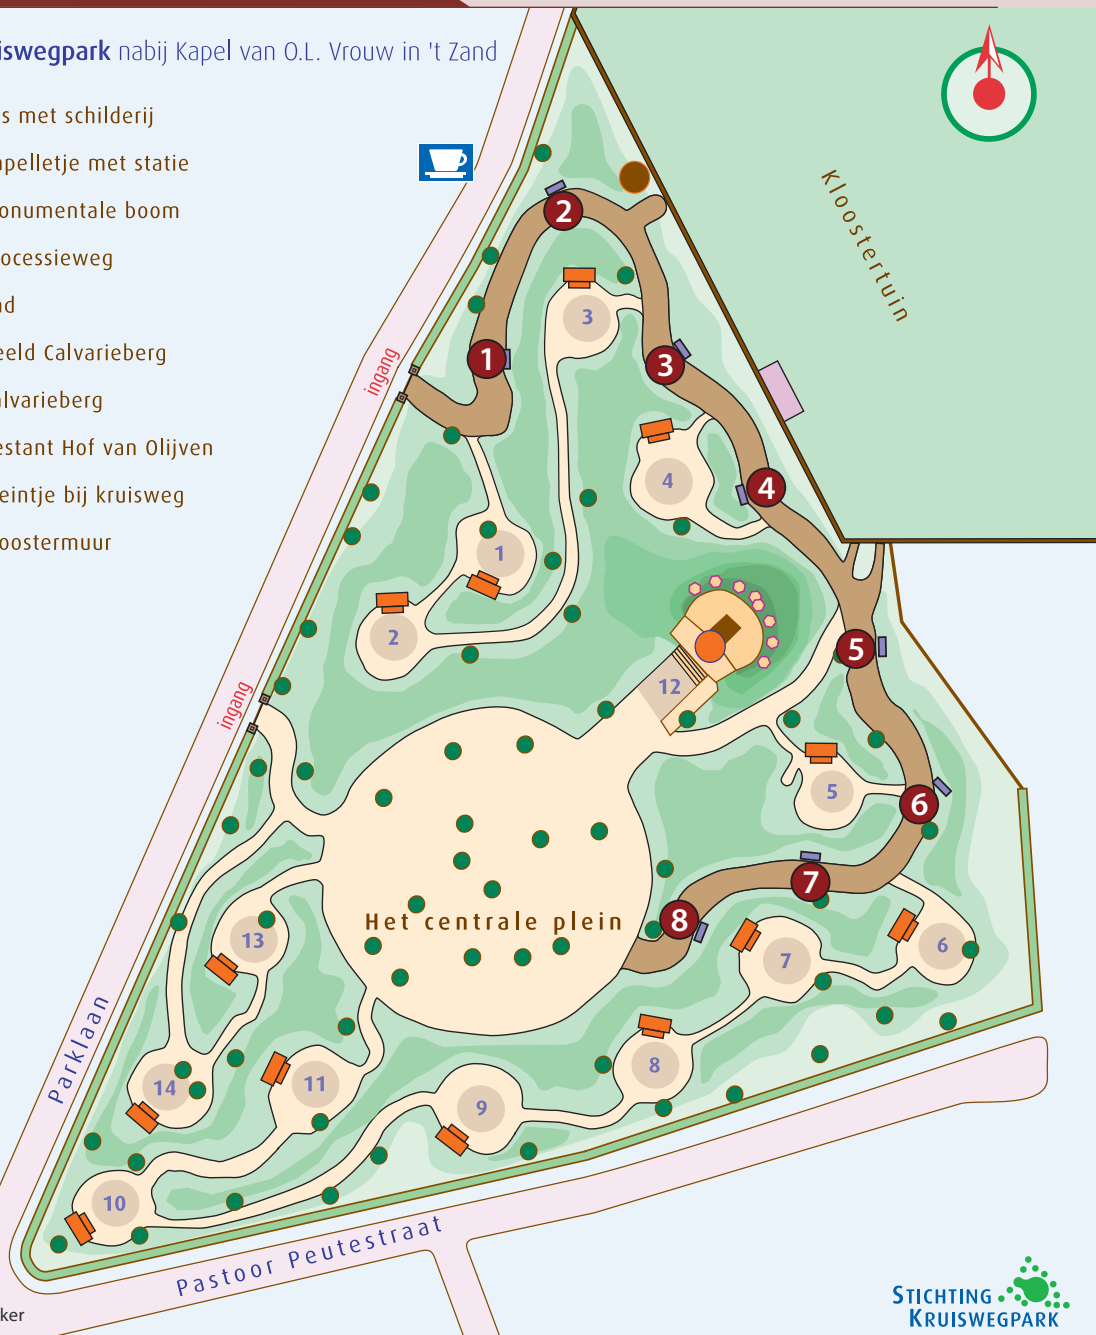 iswegpark nabij Kapel van O.L. Vrouw in 't Zand
s met schilderij
apelletje met statie
onumentale boom
ocessieweg
ad
eeld Calvarieberg
alvarieberg
estant Hof van Olijven
eintje bij kruisweg
oostermuur
Kloostertuin
ingang
ingang
Parklaan
Pastoor Peutestraat
Het centrale plein
1
2
3
4
5
6
7
8
1
2
3
4
5
6
7
8
9
10
11
12
13
14
STICHTING
KRUISWEGPARK
ker